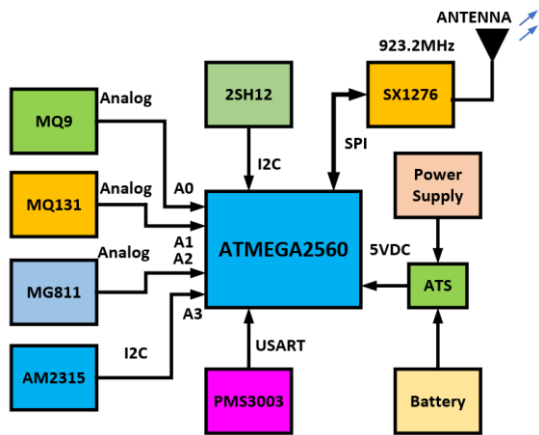 ANTENNA
923.2MHz
Analog
MQ9
2SH12
SX1276
SPI
I2C
Analog
A0
MQ131
Power
Supply
A1
Analog
A2
ATMEGA2560
5VDC
MG811
ATS
A3
I2C
USART
AM2315
PMS3003
Battery